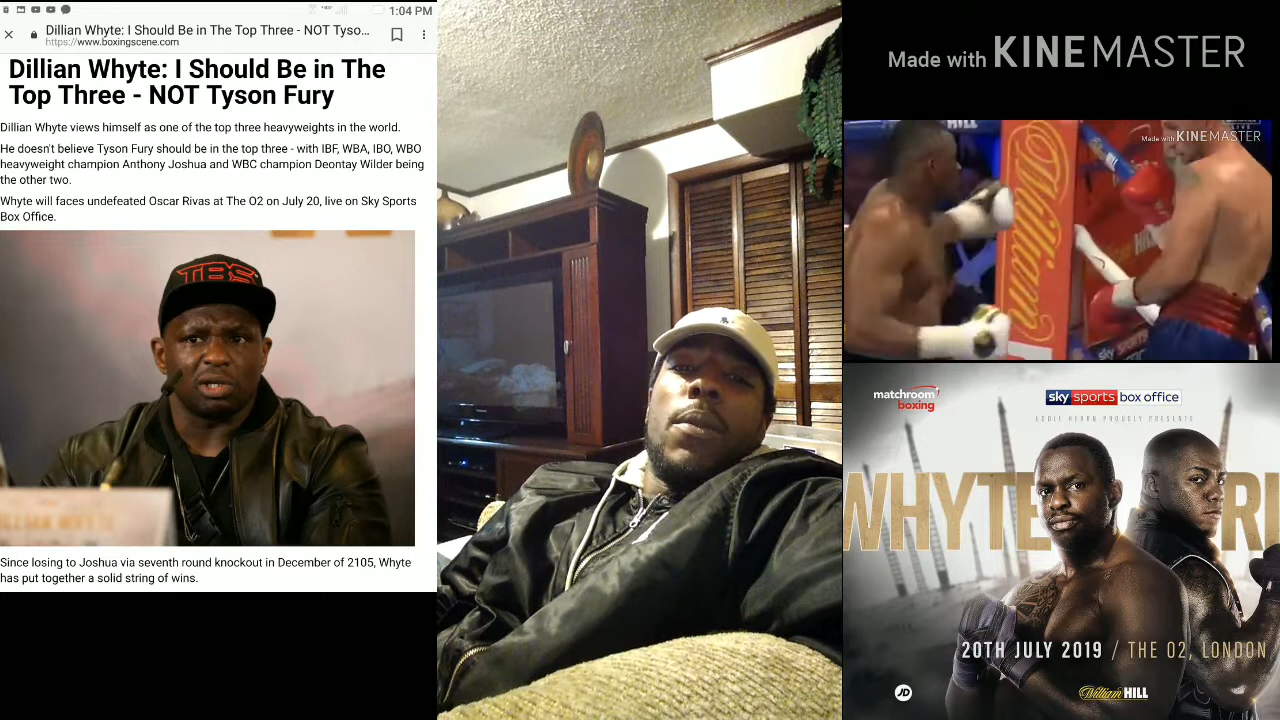 1:04 PM
Dillian Whyte: I Should Be in The Top Three - NOT Tyso...
https://www.boxingscene.com
Dillian Whyte: I Should Be in The
Top Three - NOT Tyson Fury
Dillian Whyte views himself as one of the top three heavyweights in the world.
He doesn't believe Tyson Fury should be in the top three - with IBF, WBA, IBO, WBO
heavyweight champion Anthony Joshua and WBC champion Deontay Wilder being
the other two.
Whyte will faces undefeated Oscar Rivas at The O2 on July 20, live on Sky Sports
Box Office.
TBS
Since losing to Joshua via seventh round knockout in December of 2105, Whyte
has put together a solid string of wins.
Made with KINEMASTER
HILL
Made with KINEMASTER
William
sky
matchroom
boxing
sky sports box office
EDDIE HEARN PROUDLY PRESENTS
WHYTE RI
20TH JULY 2019 / THE O2, LONDON
JD
William HILL